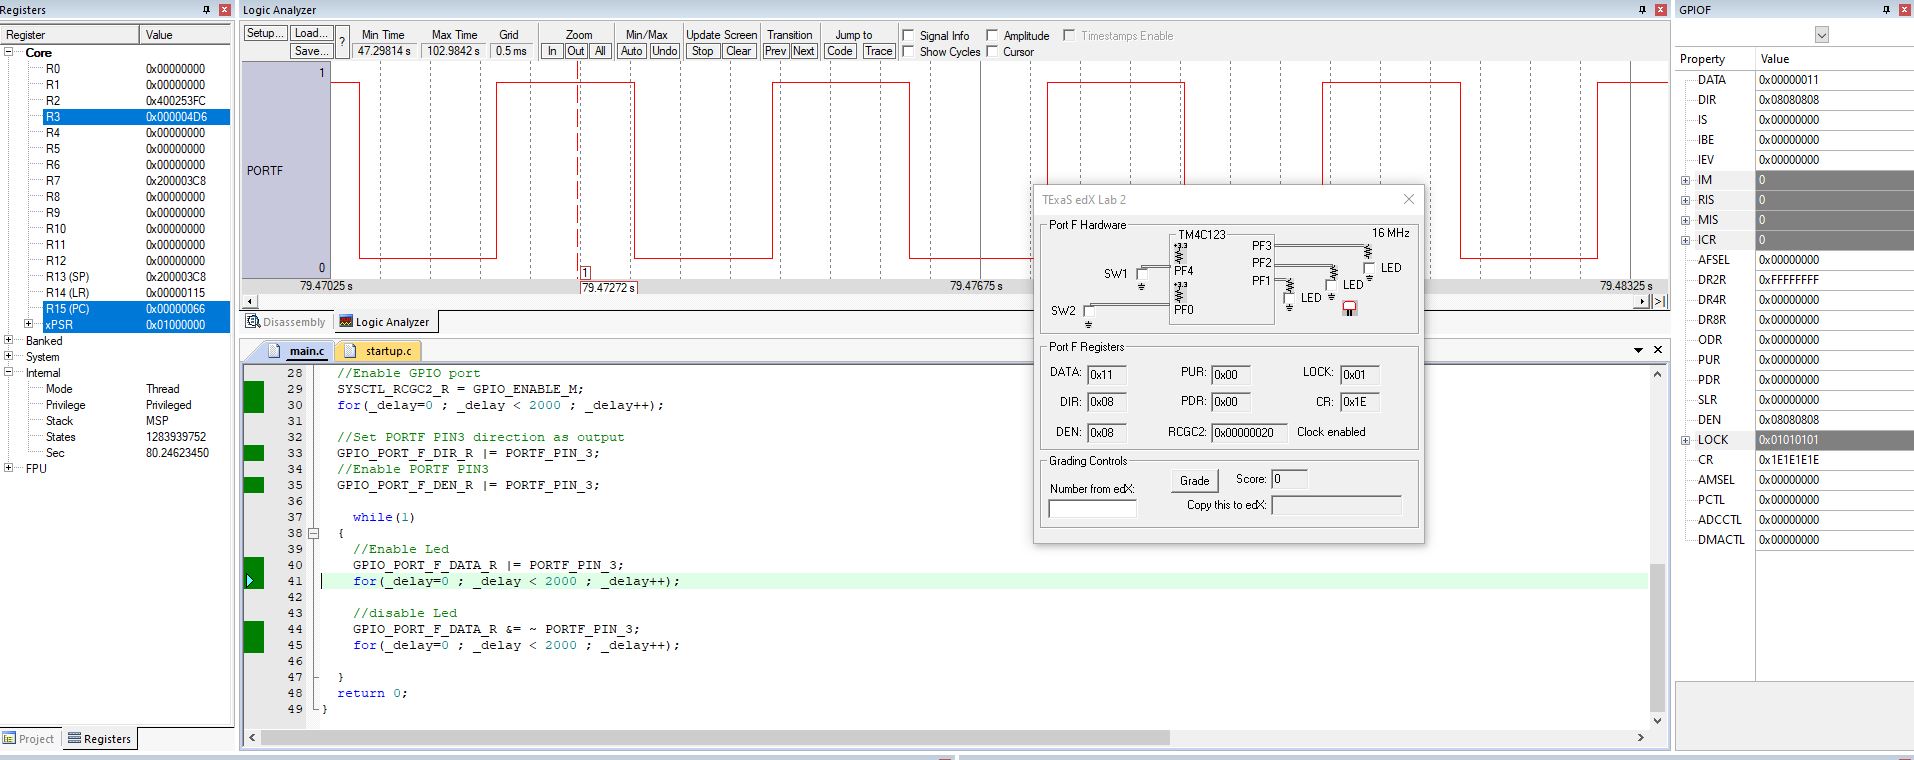 Registers
Register Value
Core
R0 0x00000000
R1 0x00000000
R2 0x400253FC
R3 0x000004D6
R4 0x00000000
R5 0x00000000
R6 0x00000000
R7 0x200003C8
R8 0x00000000
R9 0x00000000
R10 0x00000000
R11 0x00000000
R12 0x00000000
R13 (SP) 0x200003C8
R14 (LR) 0x00000115
R15 (PC) 0x00000066
xPSR 0x01000000
Banked
System
Internal
Mode Thread
Privilege Privileged
Stack MSP
States 1283939752
Sec 80.24623450
FPU
Project Registers
Logic Analyzer
Setup... Load... Save... ?
Min Time Max Time Grid Zoom Min/Max Update Screen Transition Jump to
47.29814 s 102.9842 s 0.5 ms In Out All Auto Undo Stop Clear Prev Next Code Trace
Signal Info Amplitude Timestamps Enable
Show Cycles Cursor
1
PORTF
0
1
79.47025 s 79.47272 s 79.47675 s 79.48325 s
Disassembly Logic Analyzer
main.c startup.c
28 //Enable GPIO port
29 SYSCTL_RCGC2_R = GPIO_ENABLE_M;
30 for(_delay=0 ; _delay < 2000 ; _delay++);
31
32 //Set PORTF PIN3 direction as output
33 GPIO_PORT_F_DIR_R |= PORTF_PIN_3;
34 //Enable PORTF PIN3
35 GPIO_PORT_F_DEN_R |= PORTF_PIN_3;
36
37 while(1)
38 {
39 //Enable Led
40 GPIO_PORT_F_DATA_R |= PORTF_PIN_3;
41 for(_delay=0 ; _delay < 2000 ; _delay++);
42
43 //disable Led
44 GPIO_PORT_F_DATA_R &= ~ PORTF_PIN_3;
45 for(_delay=0 ; _delay < 2000 ; _delay++);
46
47 }
48 return 0;
49 }
TExaS edX Lab 2
Port F Hardware
TM4C123 16 MHz
+3.3
PF3
SW1 PF4 PF2 LED
+3.3
PF1 LED
LED
SW2 PF0
Port F Registers
DATA: 0x11 PUR: 0x00 LOCK: 0x01
DIR: 0x08 PDR: 0x00 CR: 0x1E
DEN: 0x08 RCGC2: 0x00000020 Clock enabled
Grading Controls
Number from edX: Grade Score: 0
Copy this to edX:
GPIOF
Property Value
DATA 0x00000011
DIR 0x08080808
IS 0x00000000
IBE 0x00000000
IEV 0x00000000
IM 0
RIS 0
MIS 0
ICR 0
AFSEL 0x00000000
DR2R 0xFFFFFFFF
DR4R 0x00000000
DR8R 0x00000000
ODR 0x00000000
PUR 0x00000000
PDR 0x00000000
SLR 0x00000000
DEN 0x08080808
LOCK 0x01010101
CR 0x1E1E1E1E
AMSEL 0x00000000
PCTL 0x00000000
ADCCTL 0x00000000
DMACTL 0x00000000